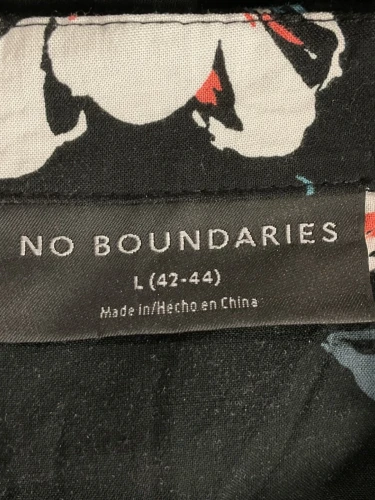 NO BOUNDARIES
L (42-44)
Made in/Hecho en China